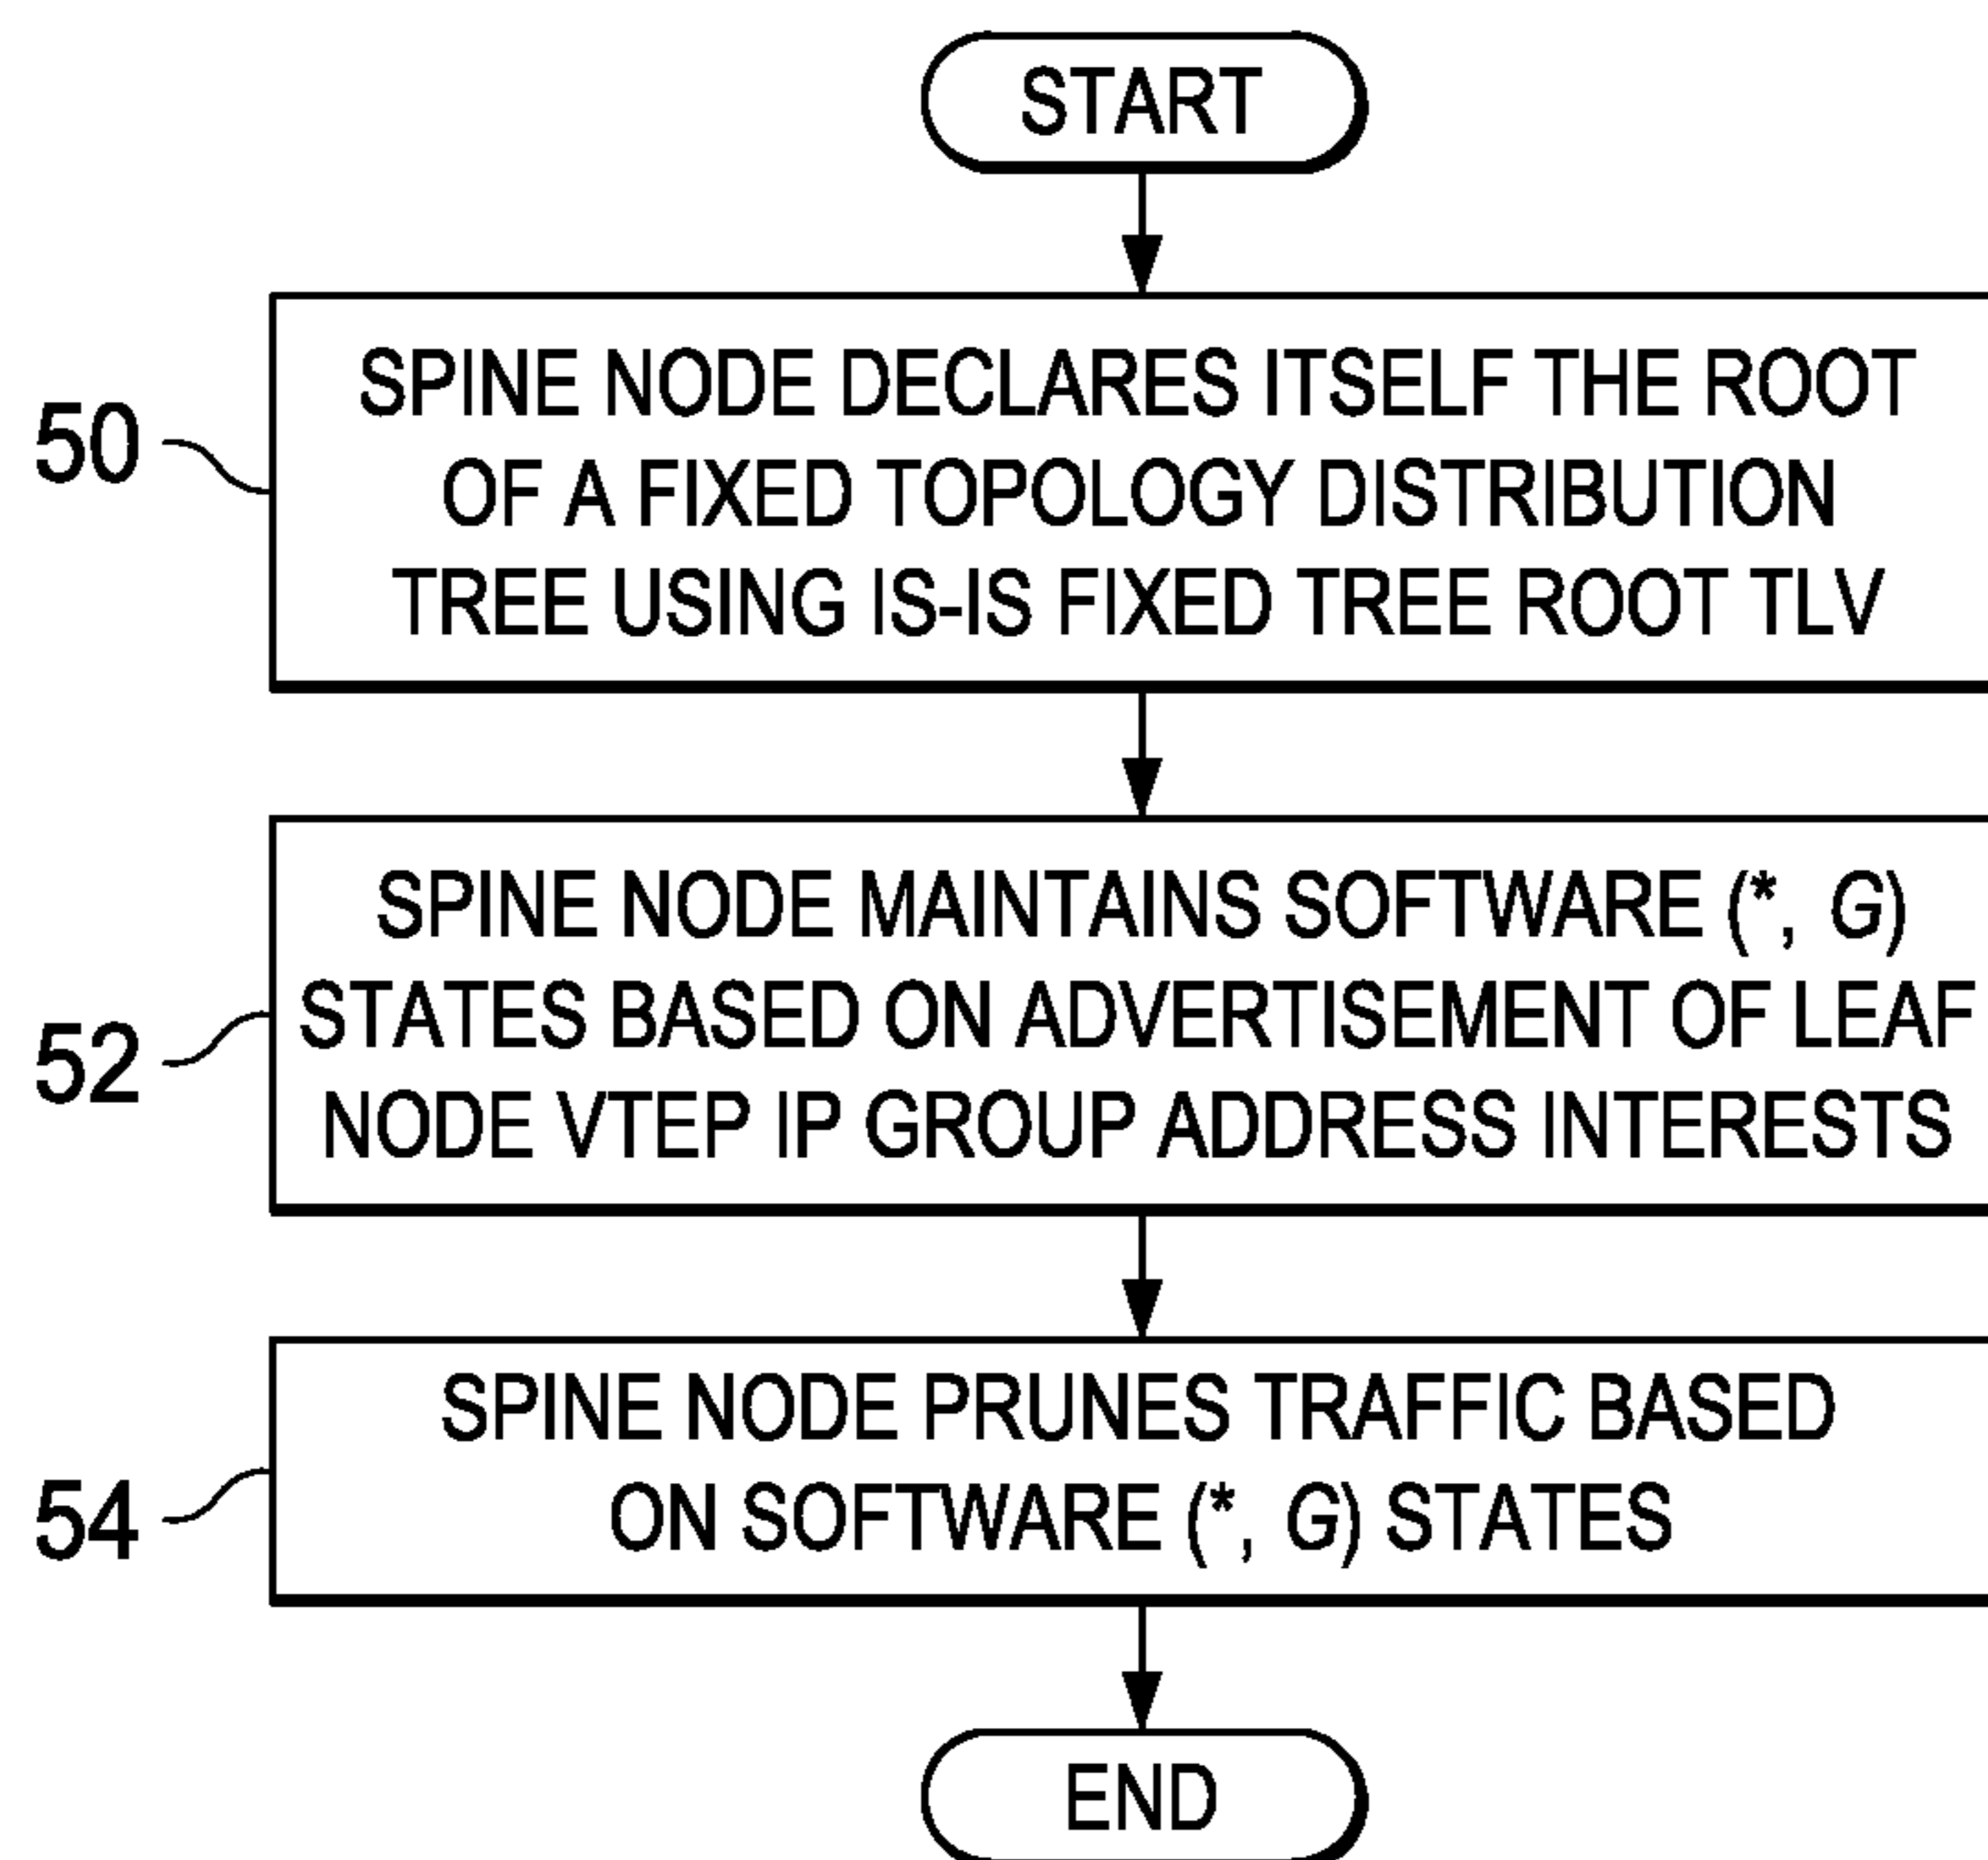 START
SPINE NODE DECLARES ITSELF THE ROOT
OF A FIXED TOPOLOGY DISTRIBUTION
TREE USING IS-IS FIXED TREE ROOT TLV
50
SPINE NODE MAINTAINS SOFTWARE (*, G)
STATES BASED ON ADVERTISEMENT OF LEAF
NODE VTEP IP GROUP ADDRESS INTERESTS
52
SPINE NODE PRUNES TRAFFIC BASED
ON SOFTWARE (*, G) STATES
54
END